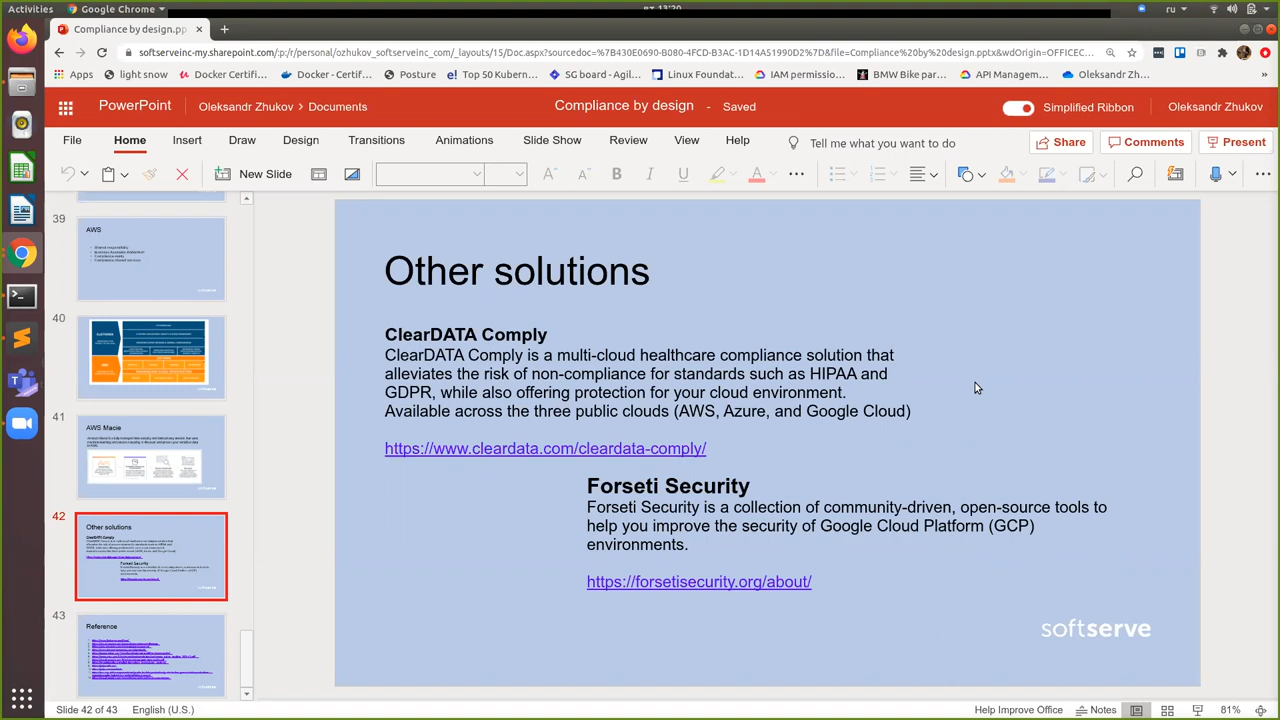 Activities Google Chrome вт 13:20 ru
Compliance by design.pp
softserveinc-my.sharepoint.com/:p:/r/personal/ozhukov_softserveinc_com/_layouts/15/Doc.aspx?sourcedoc=%7B430E0690-B080-4FCD-B3AC-1D14A51990D2%7D&file=Compliance%20by%20design.pptx&wdOrigin=OFFICEC...
Apps light snow Docker Certifi... Docker - Certif... Posture Top 50 Kubern... SG board - Agil... Linux Foundat... IAM permissio... BMW Bike par... API Managem... Oleksandr Zh...
PowerPoint Oleksandr Zhukov > Documents Compliance by design - Saved Simplified Ribbon Oleksandr Zhukov
File Home Insert Draw Design Transitions Animations Slide Show Review View Help Tell me what you want to do Share Comments Present
New Slide
39
AWS
40
41
AWS Macie
42
Other solutions
ClearDATA Comply
Forseti Security
43
Reference
Other solutions
ClearDATA Comply
ClearDATA Comply is a multi-cloud healthcare compliance solution that
alleviates the risk of non-compliance for standards such as HIPAA and
GDPR, while also offering protection for your cloud environment.
Available across the three public clouds (AWS, Azure, and Google Cloud)
https://www.cleardata.com/cleardata-comply/
Forseti Security
Forseti Security is a collection of community-driven, open-source tools to
help you improve the security of Google Cloud Platform (GCP)
environments.
https://forsetisecurity.org/about/
softserve
Slide 42 of 43 English (U.S.) Help Improve Office Notes 81%